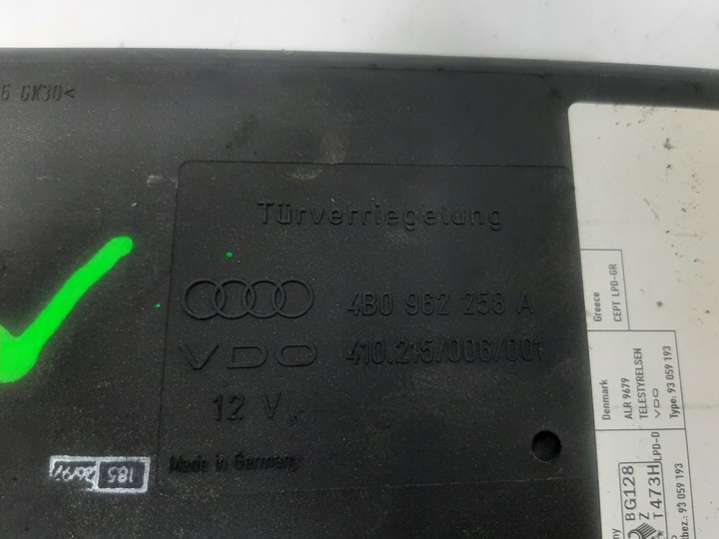 GK30<
Türverriegelung
4B0 962 258 A
VDO 410.215/006/001
12 V
Made in Germany
185
Greece
CEPT LPD-GR
Denmark
ALR 9679
TELESTYRELSEN
VDO
Type: 93 059 193
BG128
Z
T 473H
LPD-D
93 059 193